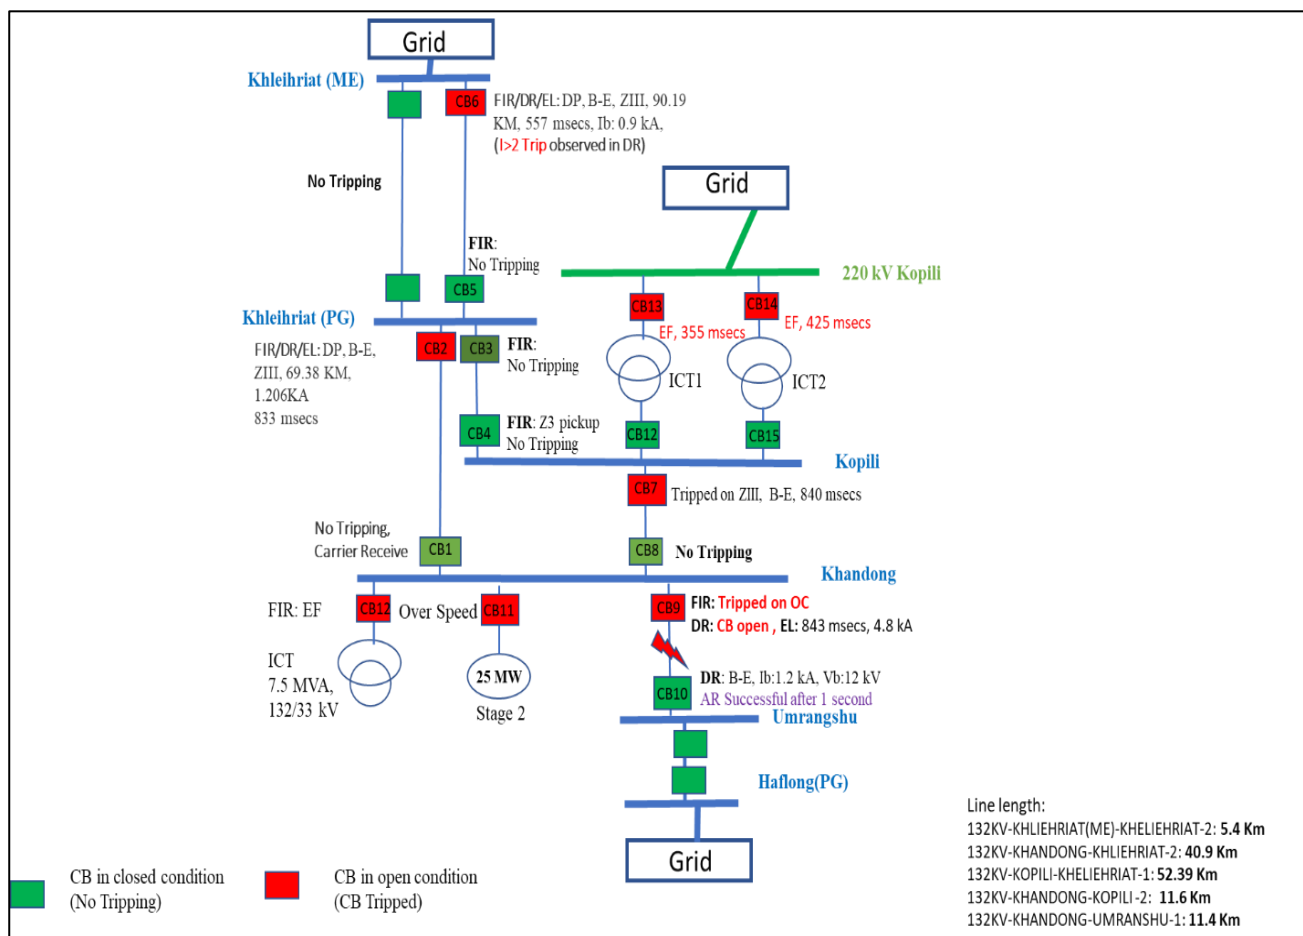 Grid
Khleihriat (ME)
CB6
FIR/DR/EL: DP, B-E, ZIII, 90.19
KM, 557 msecs, Ib: 0.9 kA,
(I>2 Trip observed in DR)
Grid
No Tripping
FIR:
No Tripping
220 kV Kopili
CB5
CB13
CB14
Khleihriat (PG)
EF, 355 msecs
EF, 425 msecs
CB2
CB3
FIR:
No Tripping
FIR/DR/EL: DP, B-E,
ZIII, 69.38 KM,
1.206KA
833 msecs
ICT1
ICT2
CB4
FIR: Z3 pickup
No Tripping
CB12
CB15
Kopili
CB7
Tripped on ZIII, B-E, 840 msecs
No Tripping,
Carrier Receive
CB1
CB8
No Tripping
Khandong
FIR: EF
CB12
Over Speed
CB11
CB9
FIR: Tripped on OC
DR: CB open , EL: 843 msecs, 4.8 kA
ICT
7.5 MVA,
132/33 kV
25 MW
Stage 2
CB10
DR: B-E, Ib:1.2 kA, Vb:12 kV
AR Successful after 1 second
Umrangshu
Haflong(PG)
Grid
Line length:
132KV-KHLIEHRIAT(ME)-KHELIEHRIAT-2: 5.4 Km
132KV-KHANDONG-KHLIEHRIAT-2: 40.9 Km
132KV-KOPILI-KHELIEHRIAT-1: 52.39 Km
132KV-KHANDONG-KOPILI -2: 11.6 Km
132KV-KHANDONG-UMRANSHU-1: 11.4 Km
CB in closed condition
(No Tripping)
CB in open condition
(CB Tripped)